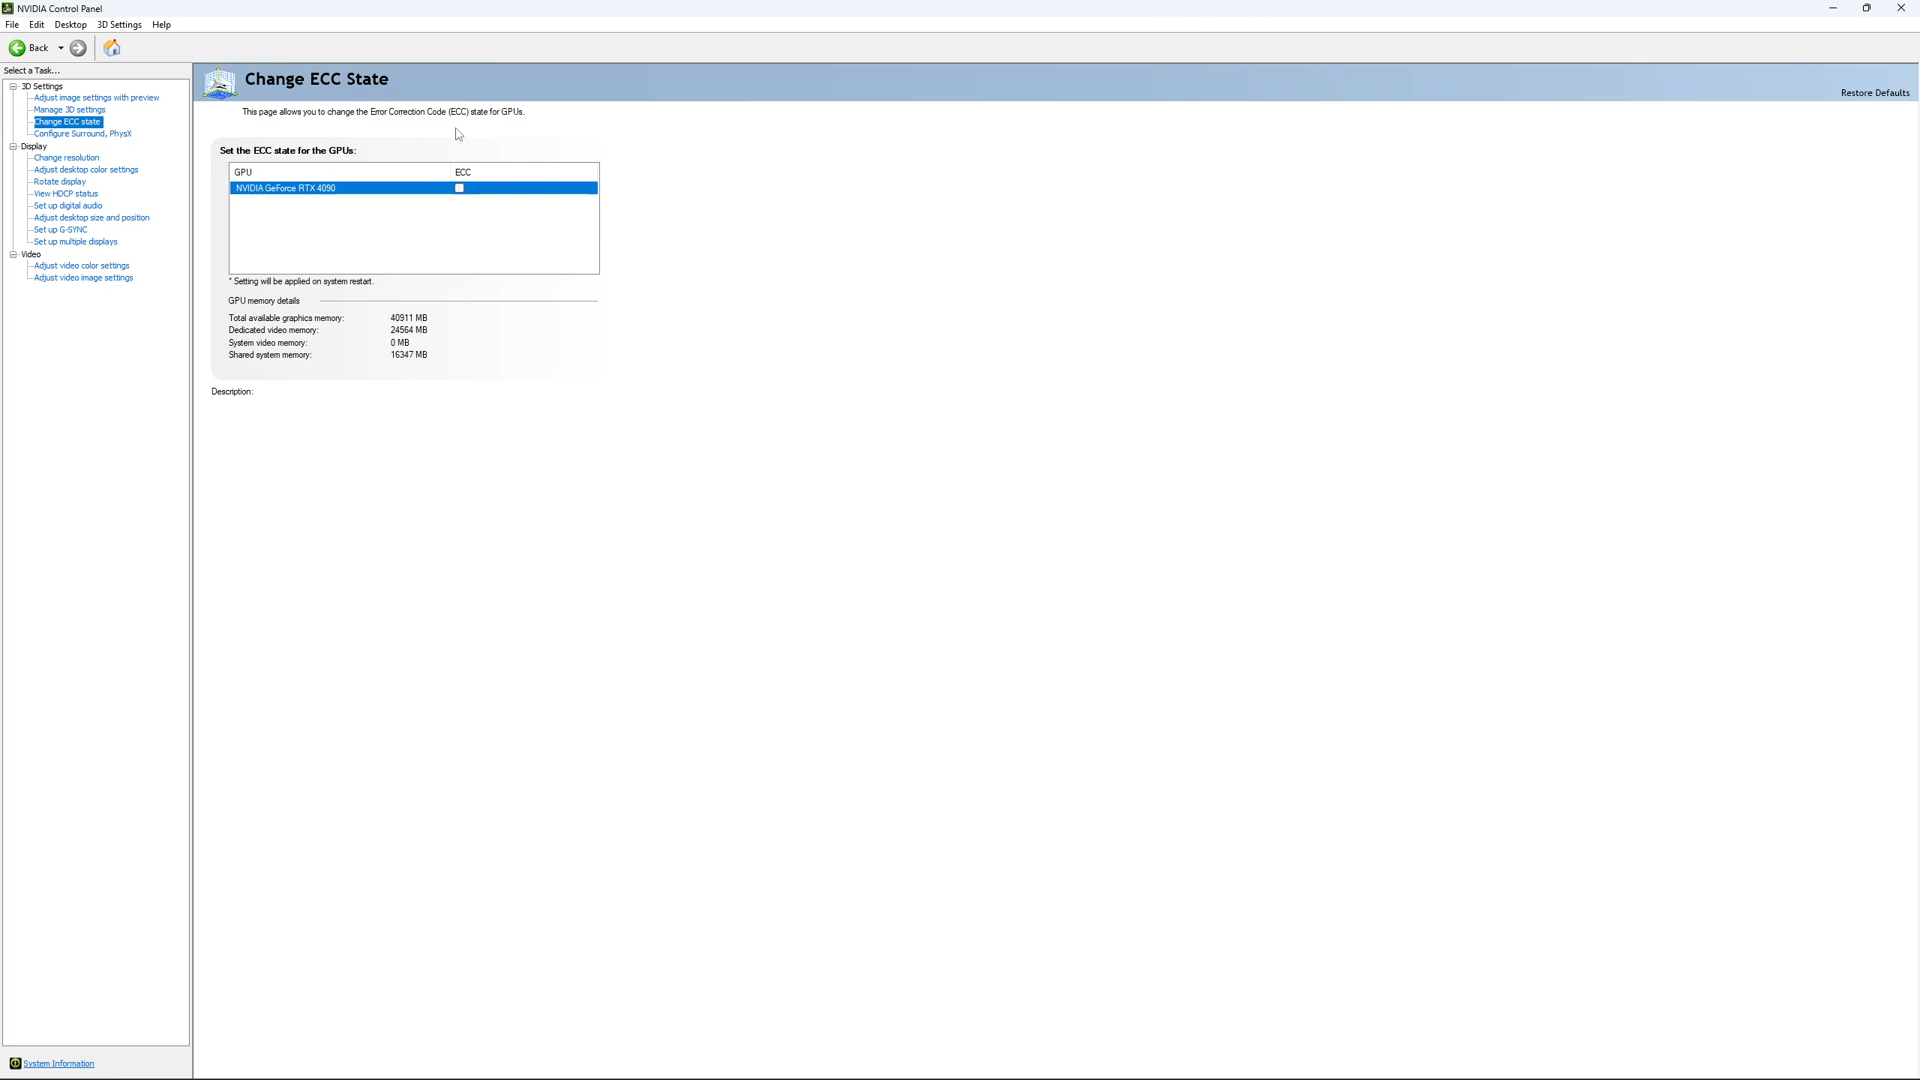 NVIDIA Control Panel
File Edit Desktop 3D Settings Help
Back
Select a Task...
3D Settings
Adjust image settings with preview
Manage 3D settings
Change ECC state
Configure Surround, PhysX
Display
Change resolution
Adjust desktop color settings
Rotate display
View HDCP status
Set up digital audio
Adjust desktop size and position
Set up G-SYNC
Set up multiple displays
Video
Adjust video color settings
Adjust video image settings
System Information
Change ECC State
Restore Defaults
This page allows you to change the Error Correction Code (ECC) state for GPUs.
Set the ECC state for the GPUs:
GPU ECC
NVIDIA GeForce RTX 4090
* Setting will be applied on system restart.
GPU memory details
Total available graphics memory: 40911 MB
Dedicated video memory: 24564 MB
System video memory: 0 MB
Shared system memory: 16347 MB
Description: